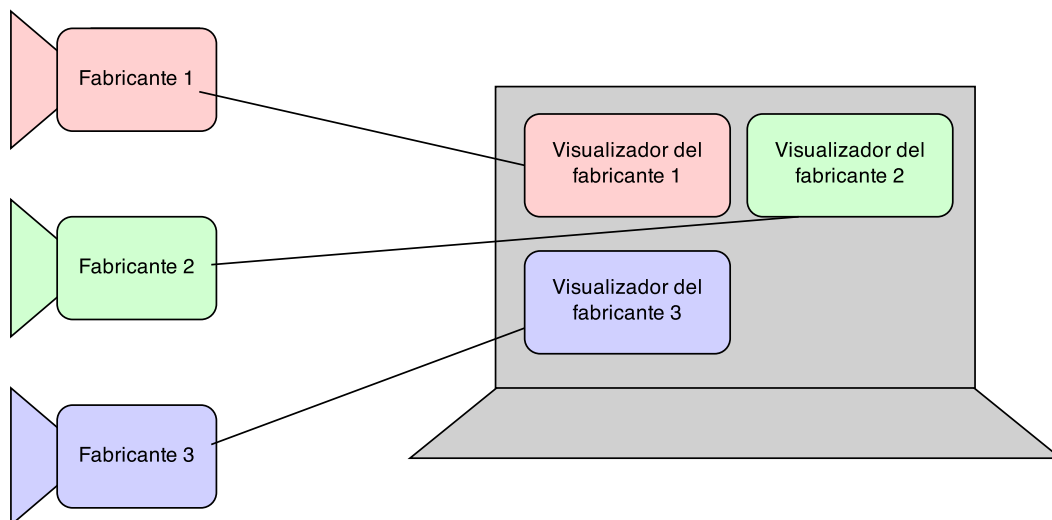 Fabricante 1
Visualizador del
fabricante 1
Visualizador del
fabricante 2
Fabricante 2
Visualizador del
fabricante 3
Fabricante 3